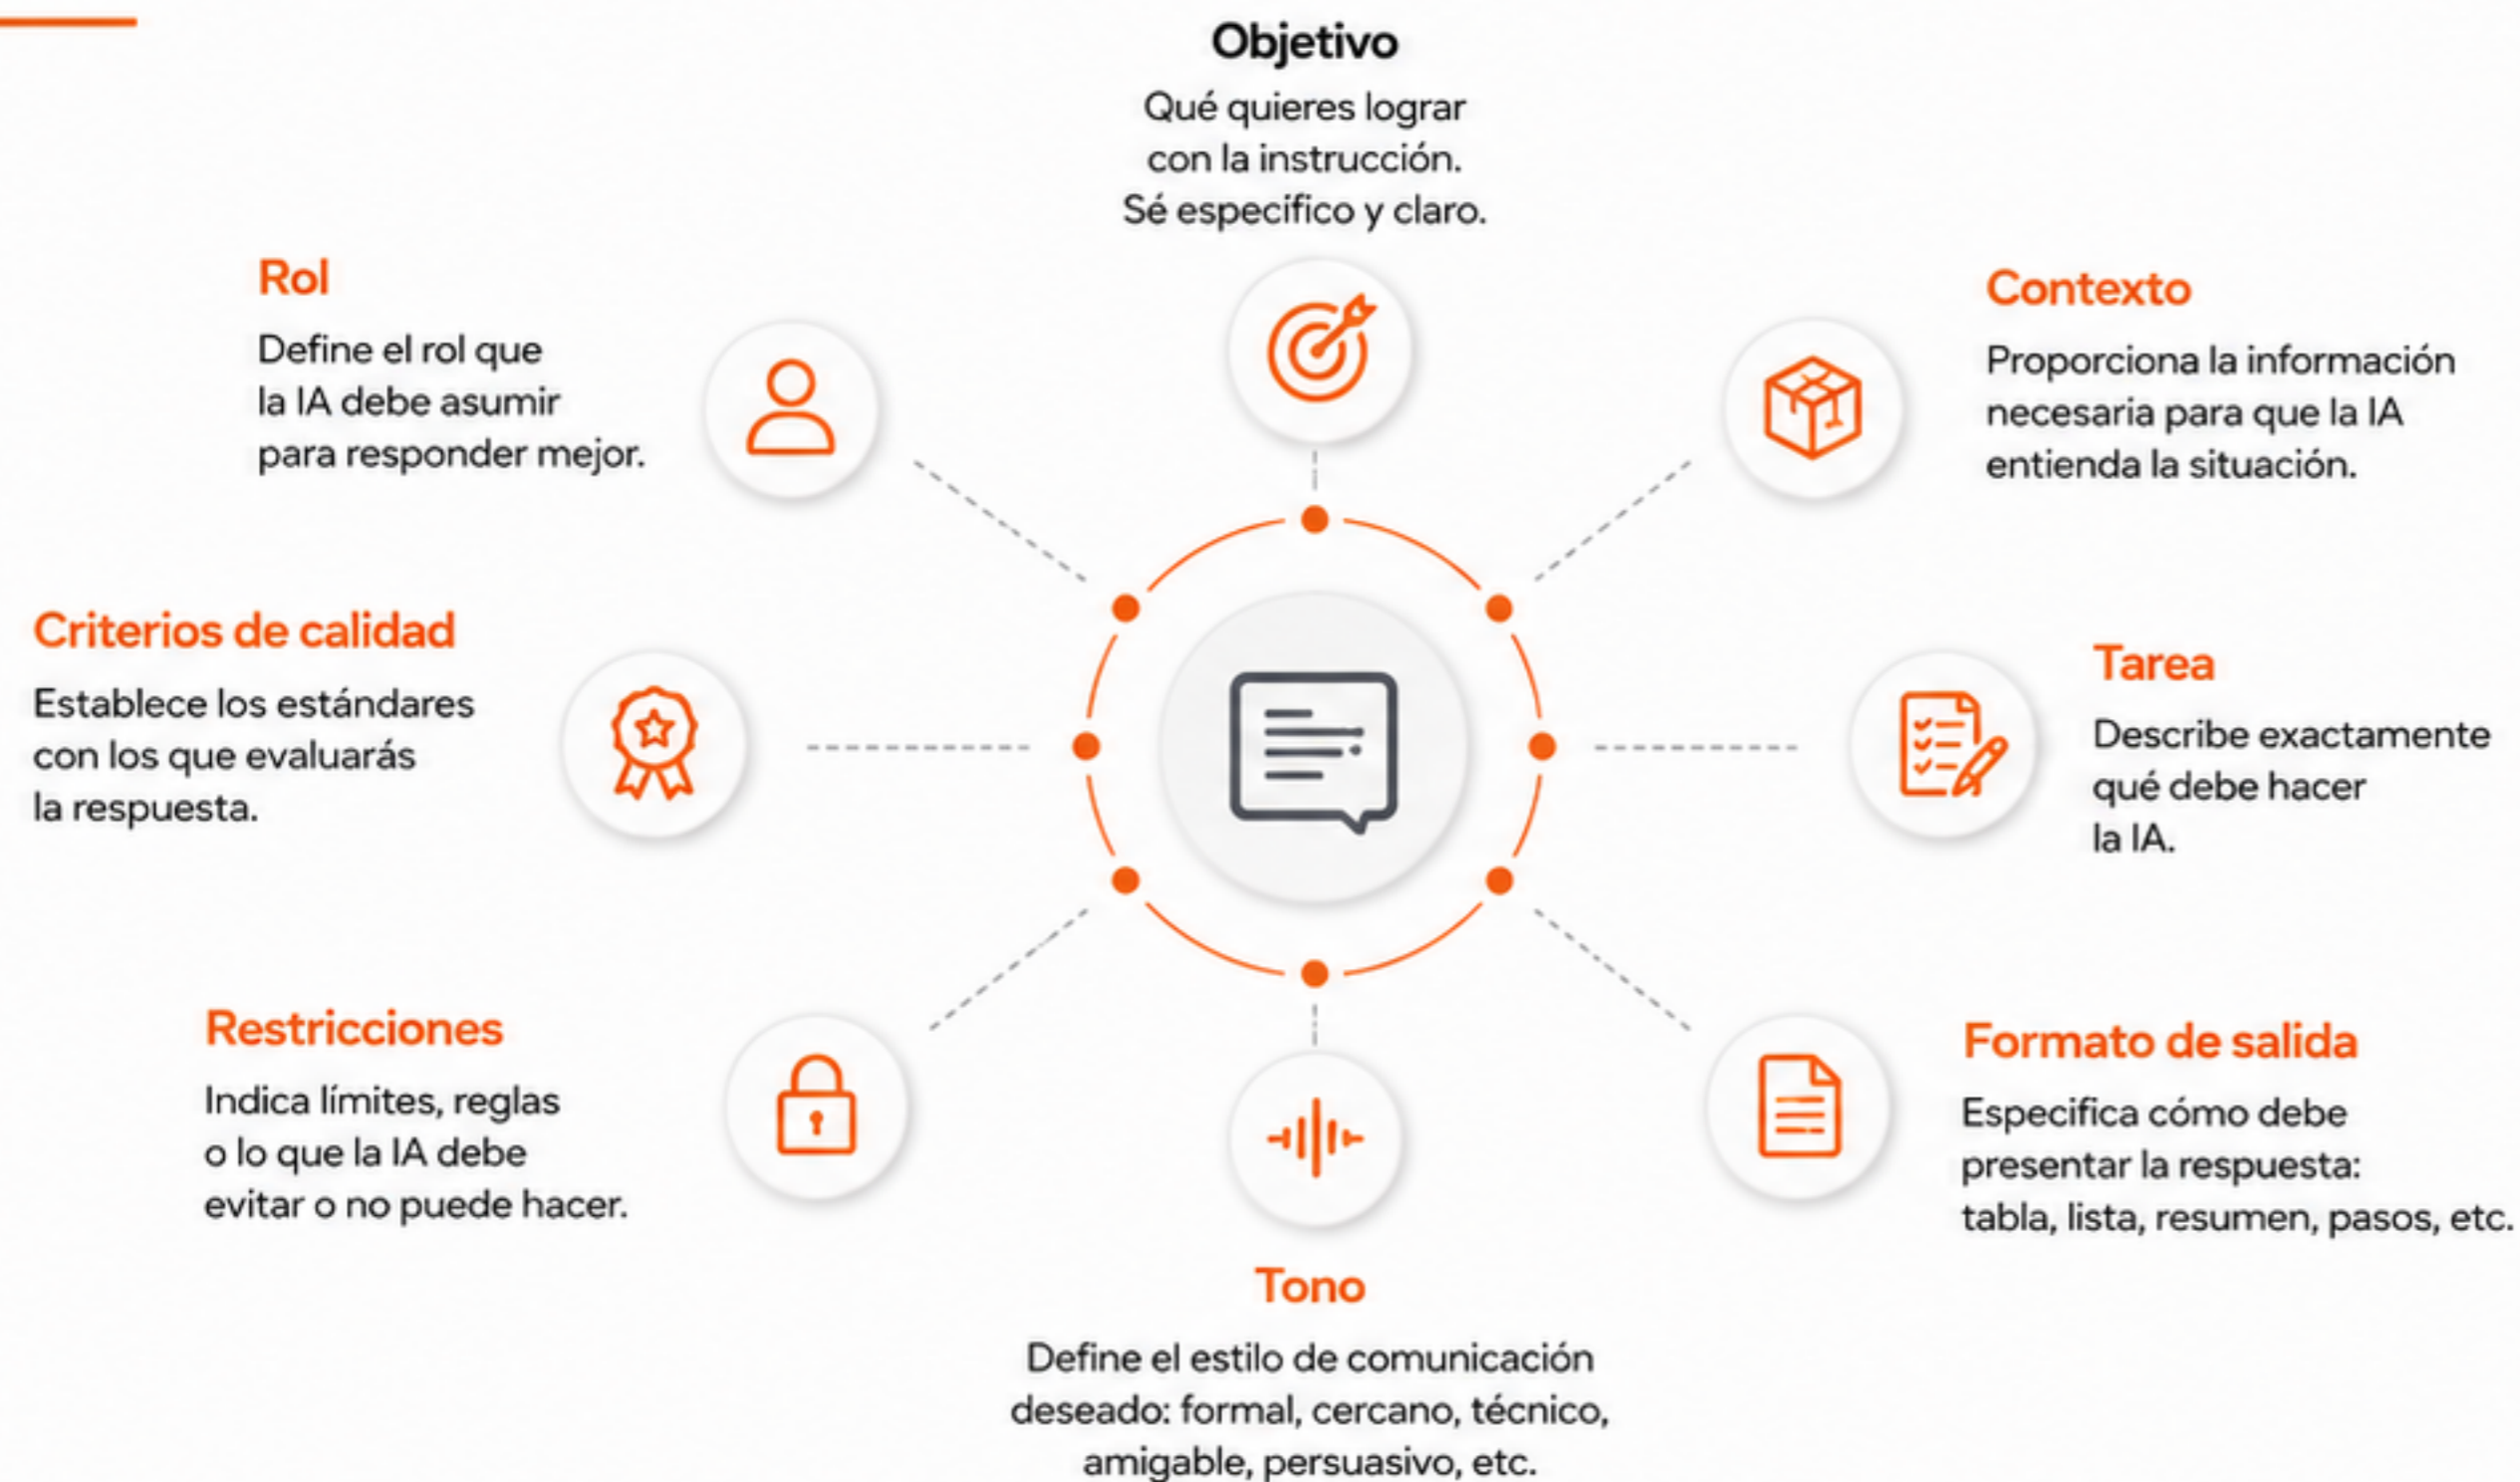 Objetivo
Qué quieres lograr
con la instrucción.
Sé específico y claro.
Rol
Define el rol que
la IA debe asumir
para responder mejor.
Contexto
Proporciona la información
necesaria para que la IA
entienda la situación.
Criterios de calidad
Establece los estándares
con los que evaluarás
la respuesta.
Tarea
Describe exactamente
qué debe hacer
la IA.
Restricciones
Indica límites, reglas
o lo que la IA debe
evitar o no puede hacer.
Formato de salida
Especifica cómo debe
presentar la respuesta:
tabla, lista, resumen, pasos, etc.
Tono
Define el estilo de comunicación
deseado: formal, cercano, técnico,
amigable, persuasivo, etc.